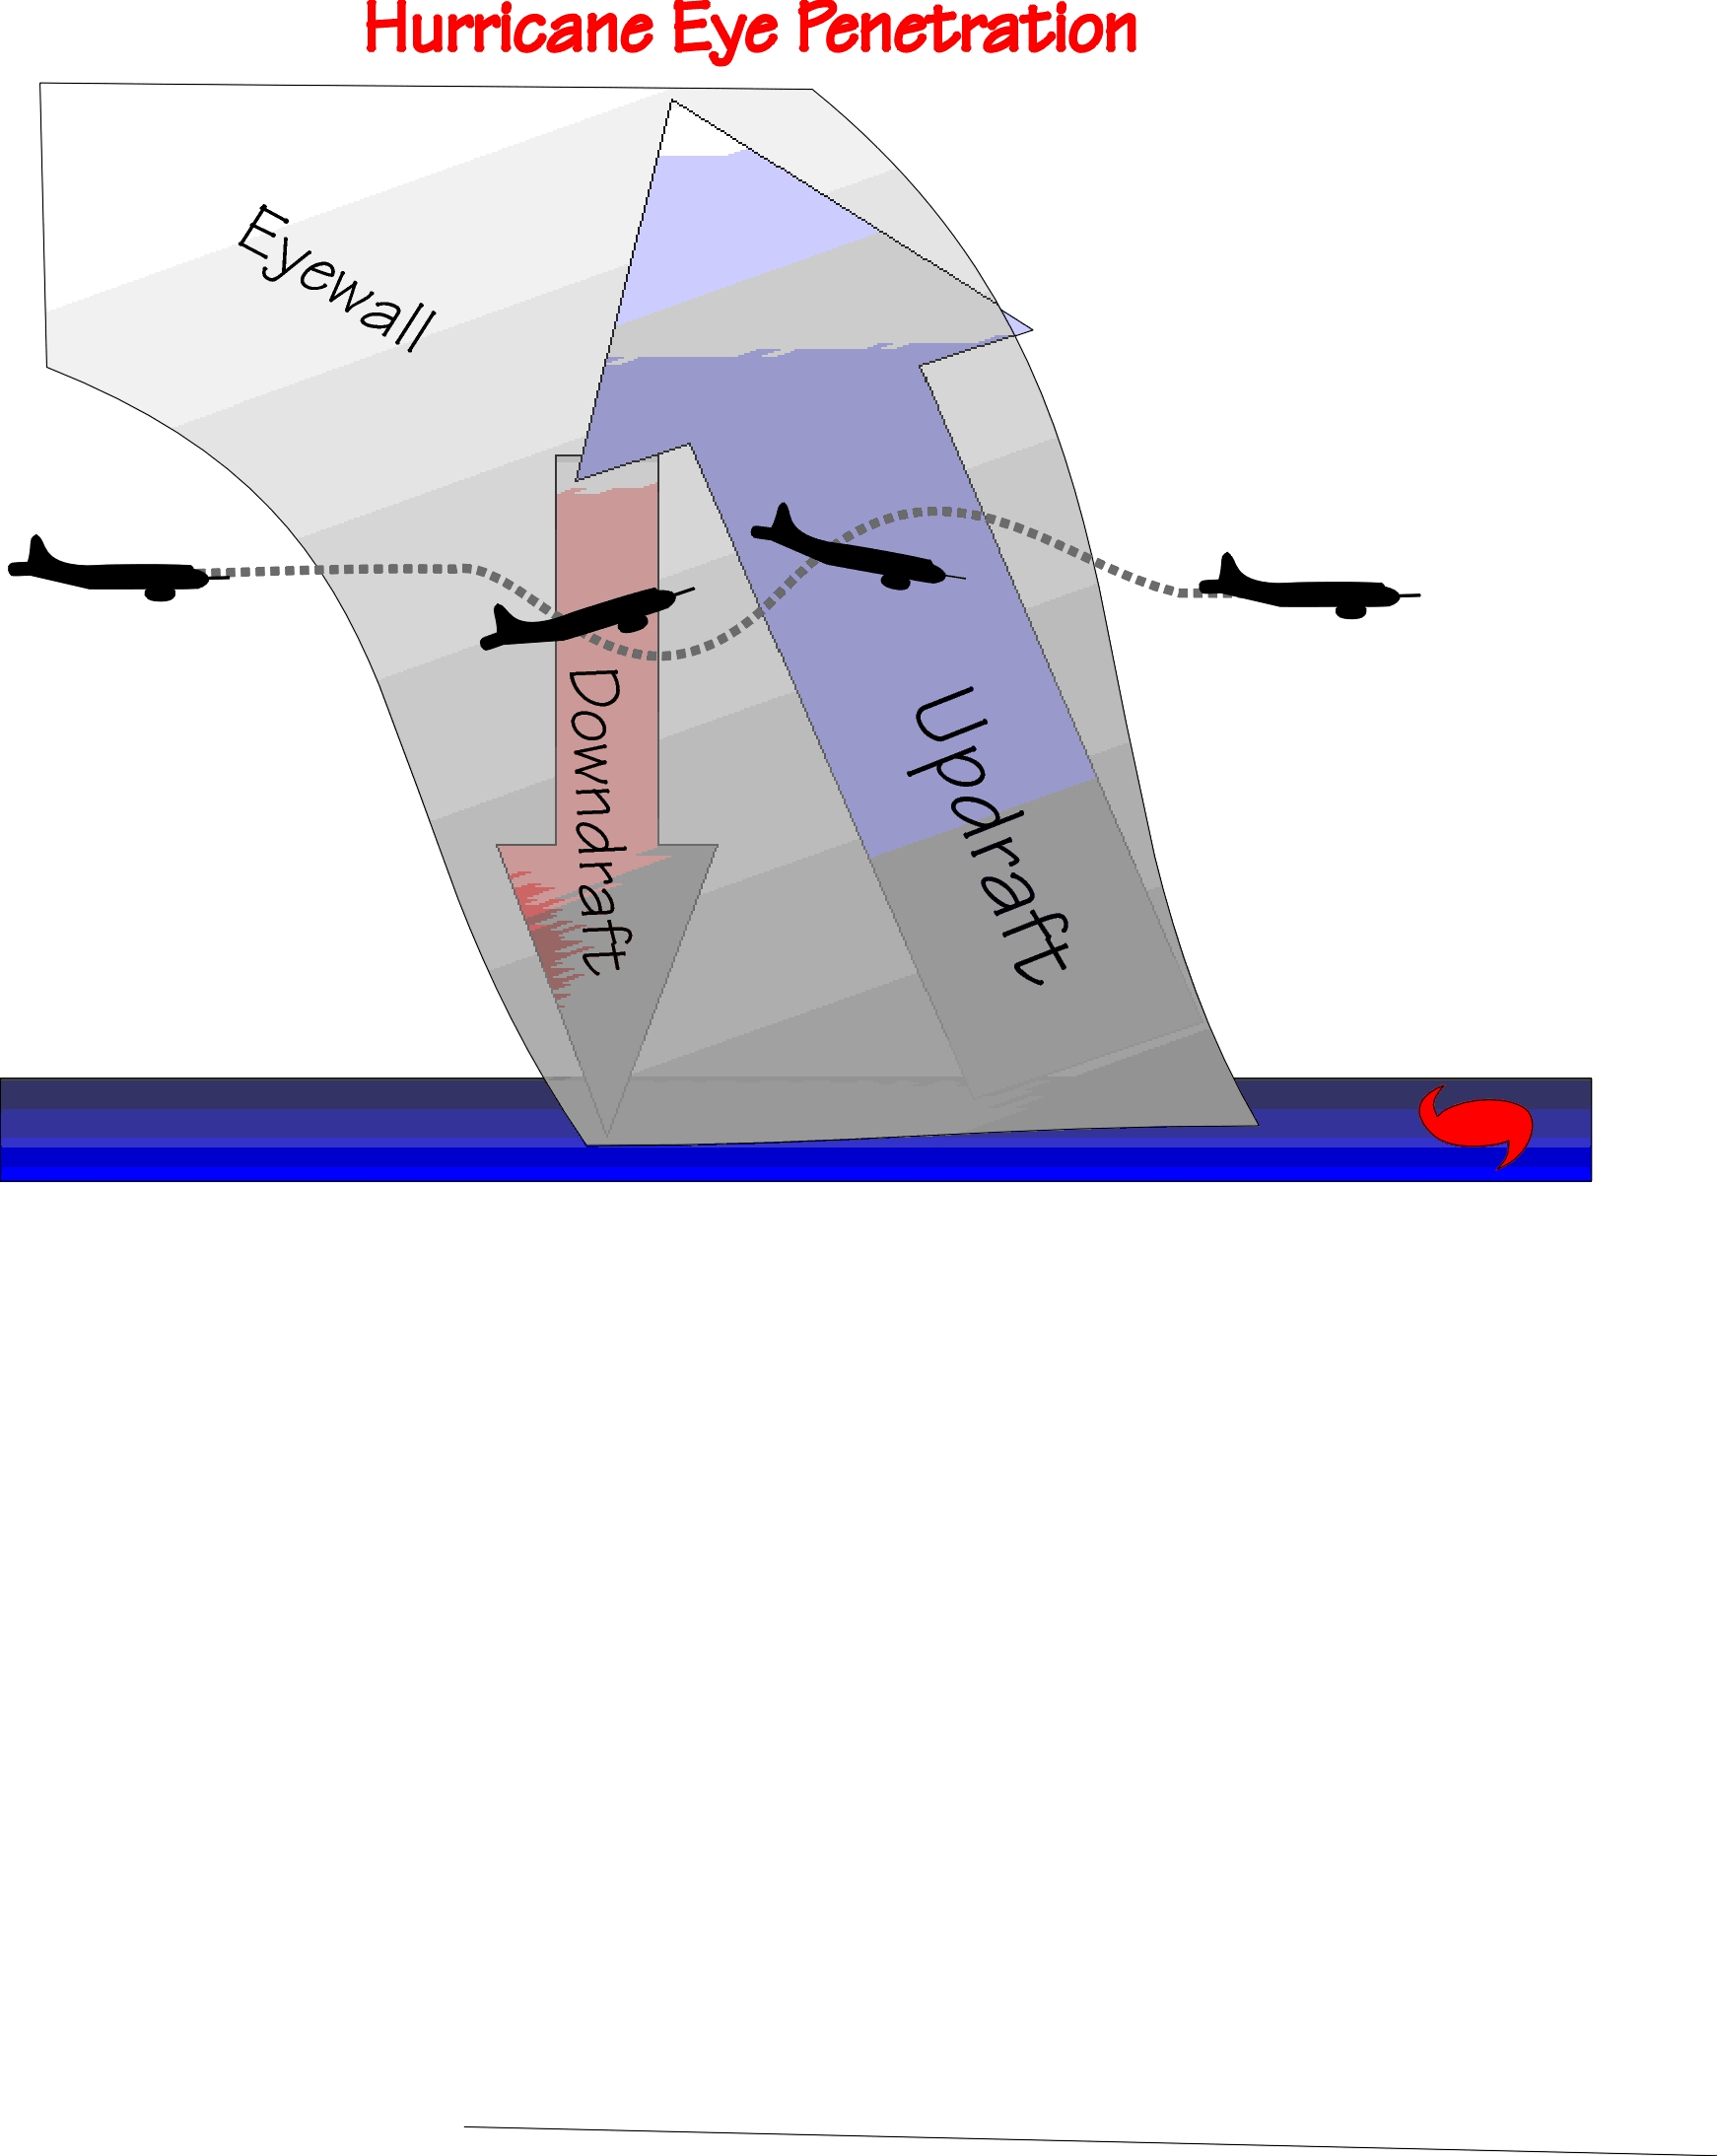 Hurricane Eye Penetration
Eyewall
Downdraft
Updraft